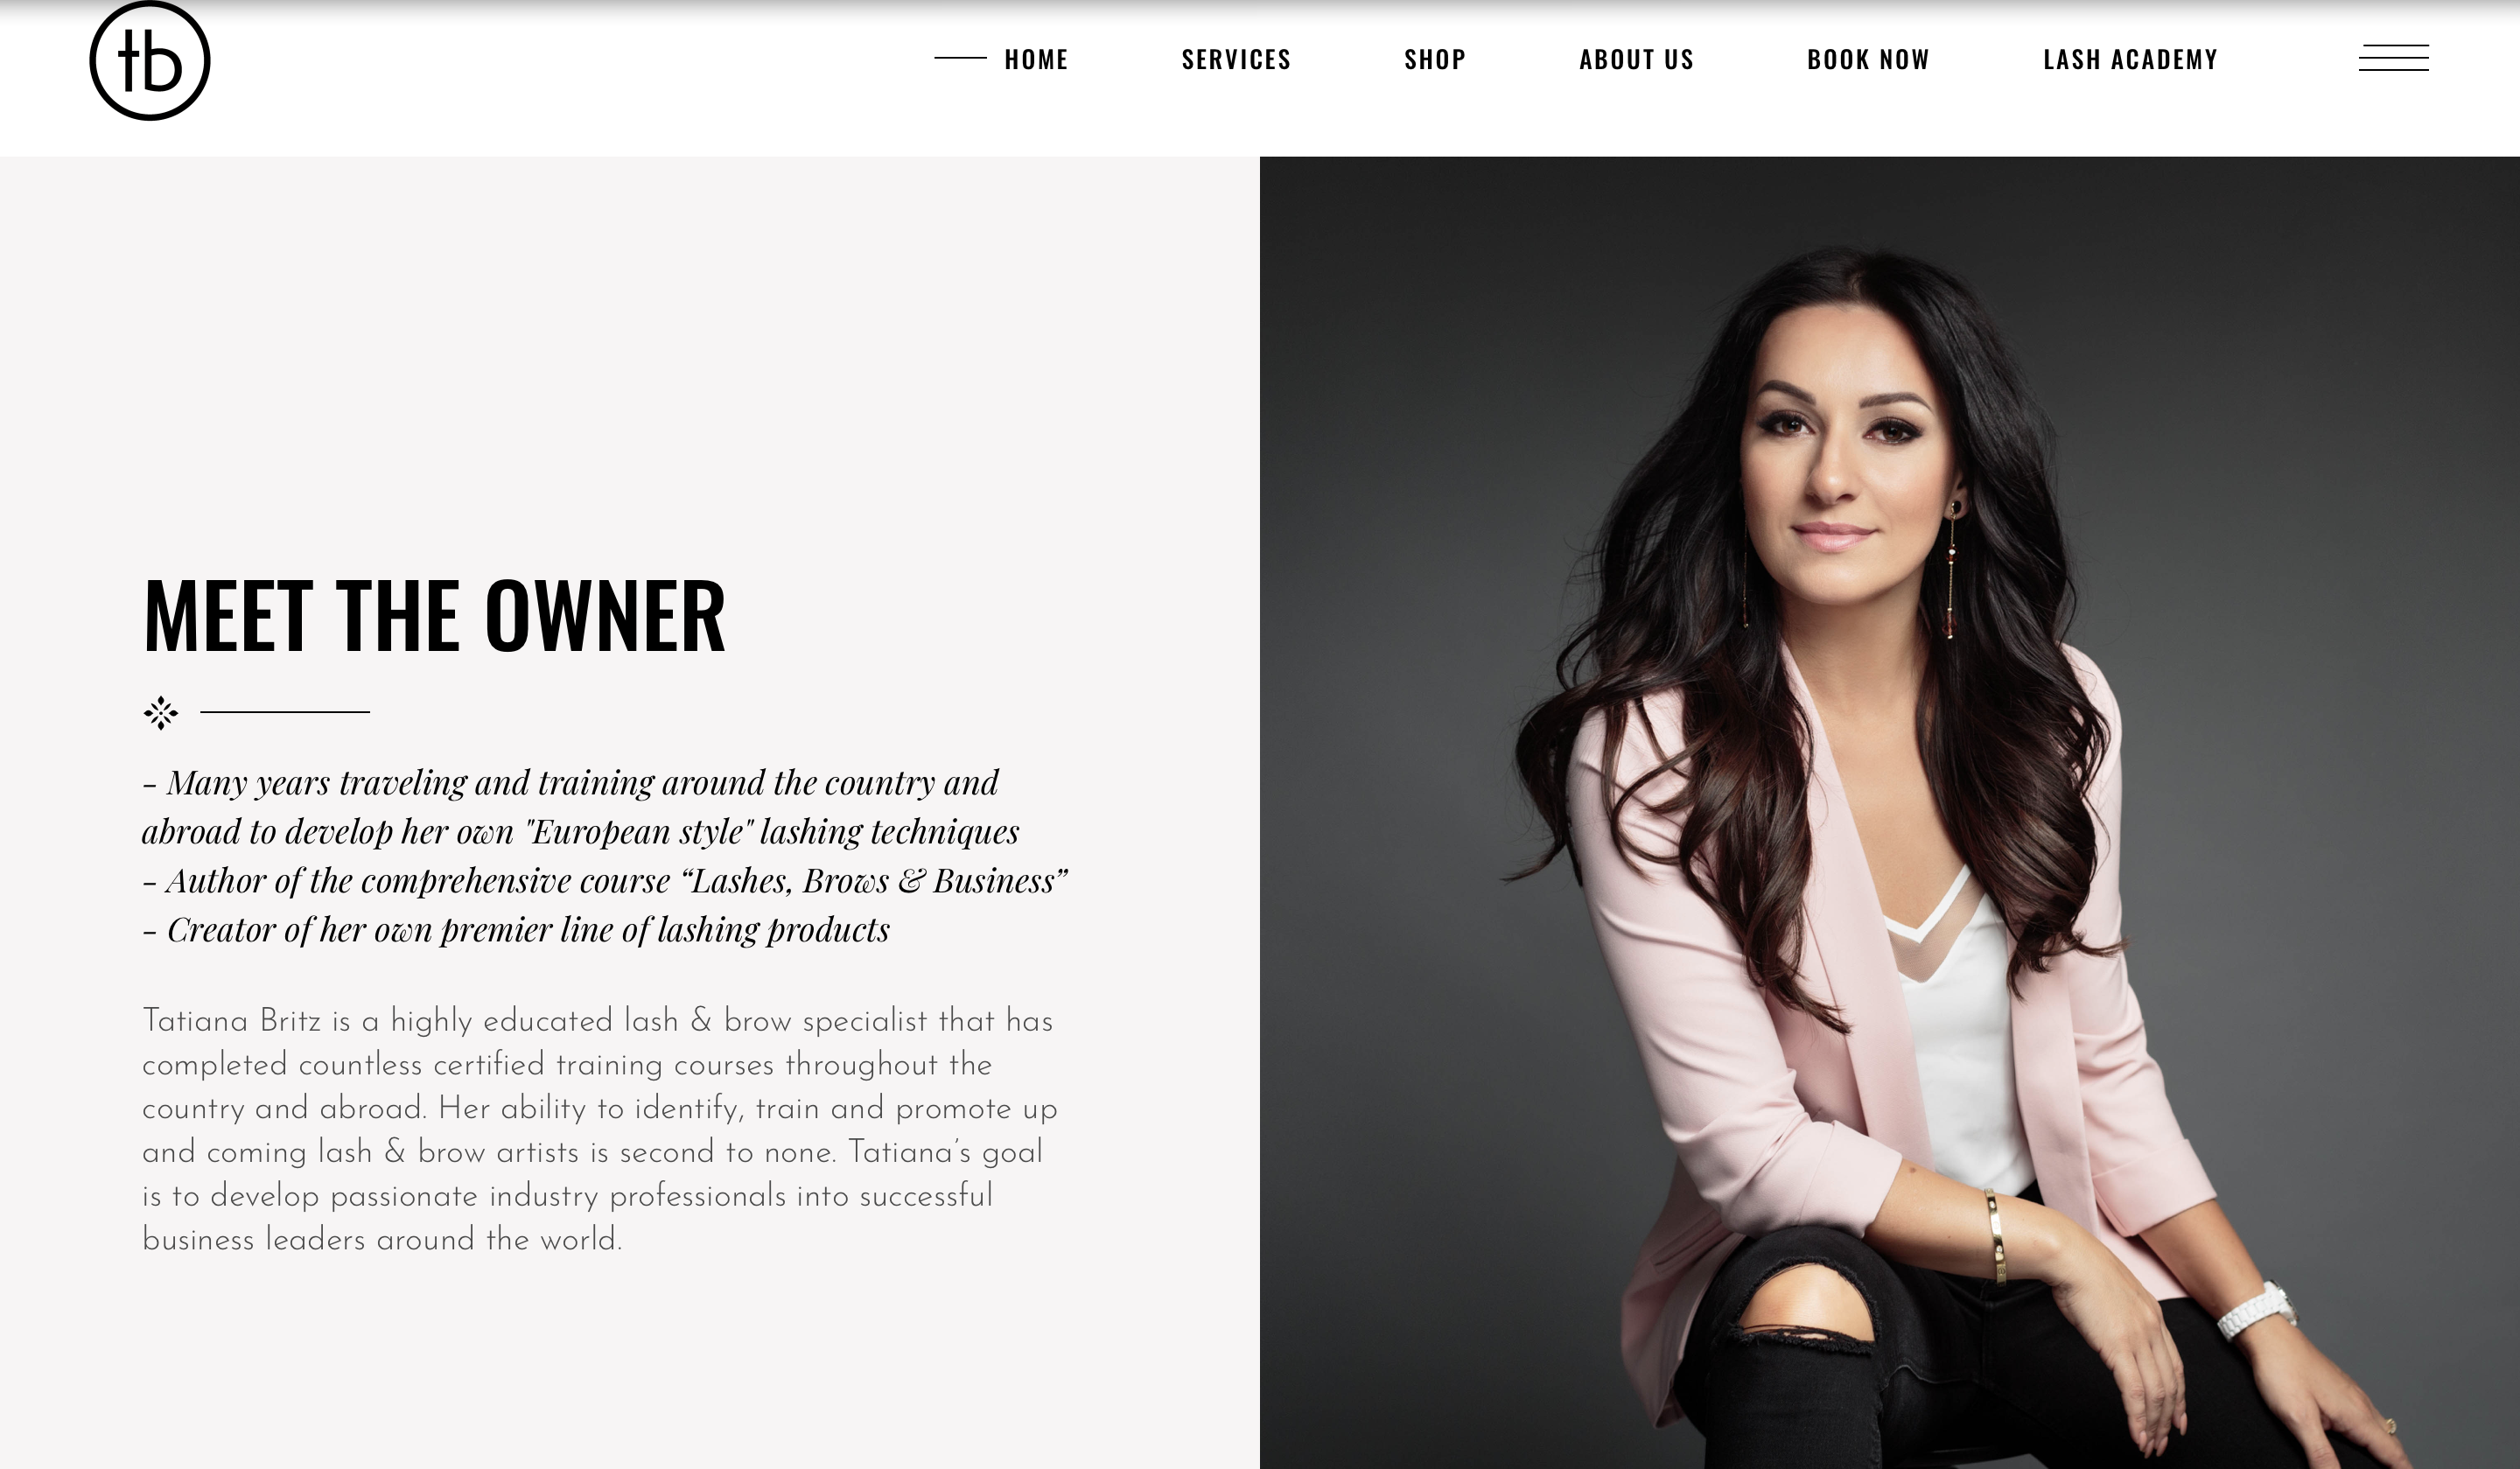 tb
HOME
SERVICES
SHOP
ABOUT US
BOOK NOW
LASH ACADEMY
MEET THE OWNER
- Many years traveling and training around the country and
abroad to develop her own "European style" lashing techniques
- Author of the comprehensive course “Lashes, Brows & Business”
- Creator of her own premier line of lashing products
Tatiana Britz is a highly educated lash & brow specialist that has
completed countless certified training courses throughout the
country and abroad. Her ability to identify, train and promote up
and coming lash & brow artists is second to none. Tatiana’s goal
is to develop passionate industry professionals into successful
business leaders around the world.